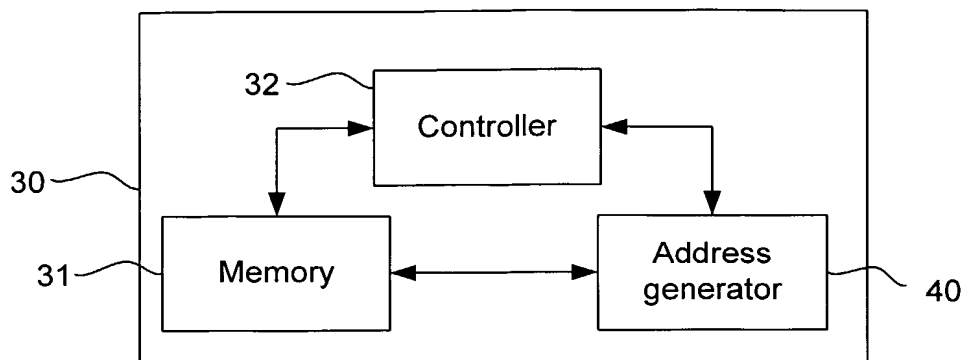 32
Controller
30
31
Memory
Address
generator
40